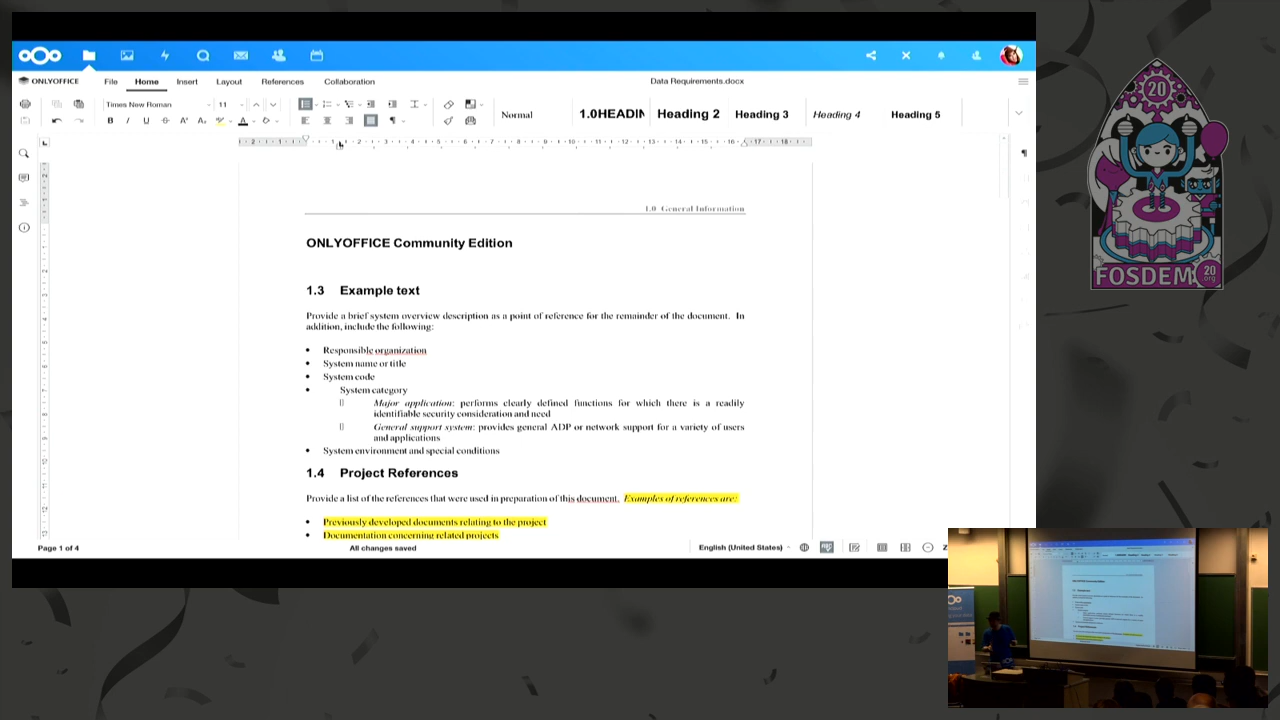 ONLYOFFICE
File Home Insert Layout References Collaboration
Data Requirements.docx
Times New Roman 11
Normal 1.0HEADIN Heading 2 Heading 3 Heading 4 Heading 5
1.0 General Information
ONLYOFFICE Community Edition
1.3 Example text
Provide a brief system overview description as a point of reference for the remainder of the document. In
addition, include the following:
Responsible organization
System name or title
System code
System category
Major application: performs clearly defined functions for which there is a readily
identifiable security consideration and need
General support system: provides general ADP or network support for a variety of users
and applications
System environment and special conditions
1.4 Project References
Provide a list of the references that were used in preparation of this document. Examples of references are:
Previously developed documents relating to the project
Documentation concerning related projects
Page 1 of 4
All changes saved
English (United States)
20
FOSDEM
20
.org